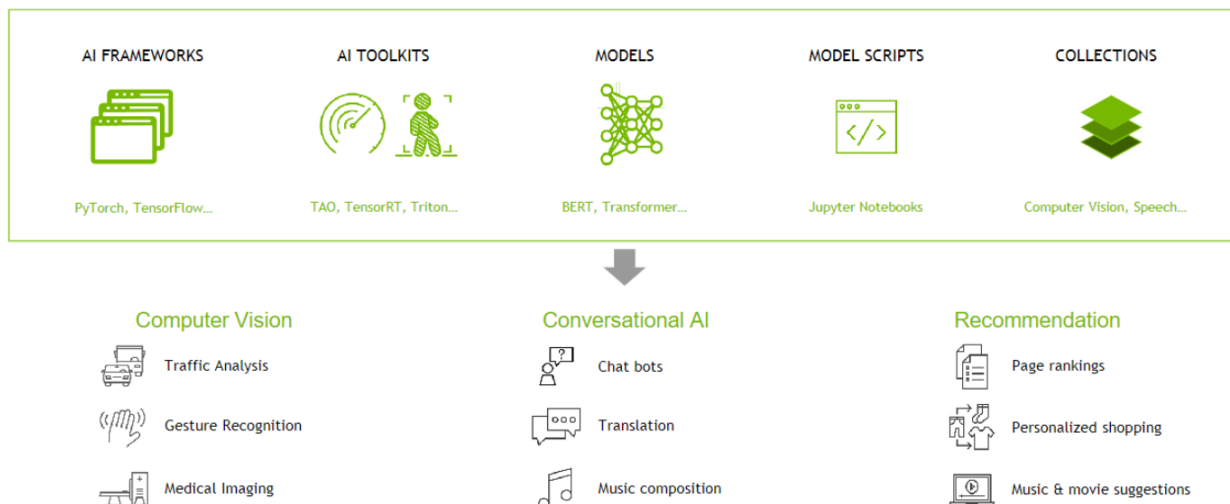 AI FRAMEWORKS
AI TOOLKITS
MODELS
MODEL SCRIPTS
COLLECTIONS
</>
PyTorch, TensorFlow...
TAO, TensorRT, Triton...
BERT, Transformer...
Jupyter Notebooks
Computer Vision, Speech...
Computer Vision
Traffic Analysis
Gesture Recognition
Medical Imaging
Conversational AI
?
Chat bots
Translation
Music composition
Recommendation
Page rankings
Personalized shopping
Music & movie suggestions